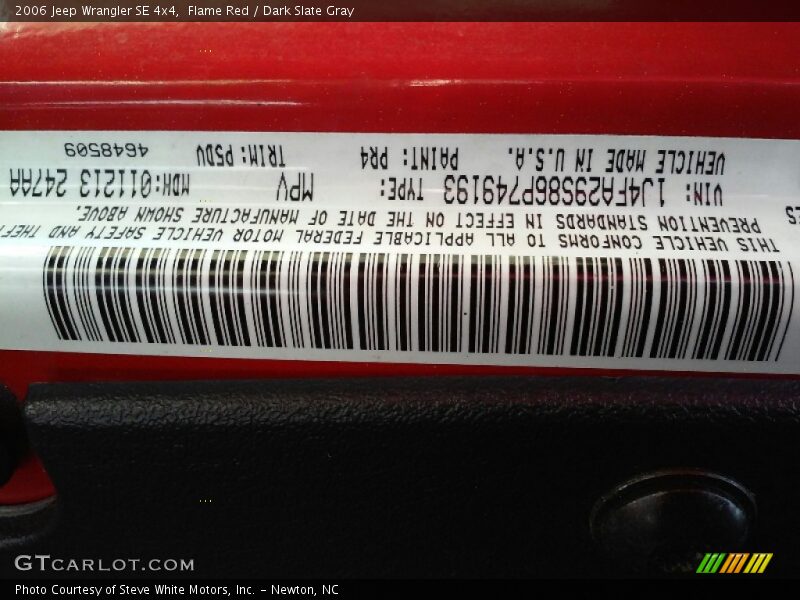 2006 Jeep Wrangler SE 4x4, Flame Red / Dark Slate Gray
THIS VEHICLE CONFORMS TO ALL APPLICABLE FEDERAL MOTOR VEHICLE SAFETY AND THEFT
PREVENTION STANDARDS IN EFFECT ON THE DATE OF MANUFACTURE SHOWN ABOVE.
VIN: 1J4FA29S86P749193 TYPE: MPV MDH:011213 247AA
VEHICLE MADE IN U.S.A. PAINT: PR4 TRIM: P5DV 4648509
GTCARLOT.COM
Photo Courtesy of Steve White Motors, Inc. - Newton, NC